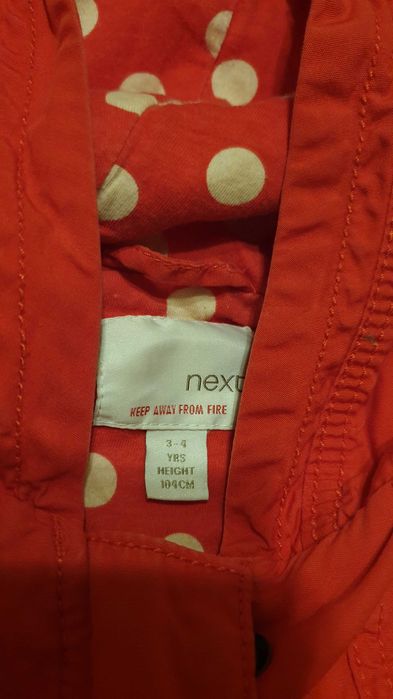 next
KEEP AWAY FROM FIRE
3-4
YRS
HEIGHT
104CM